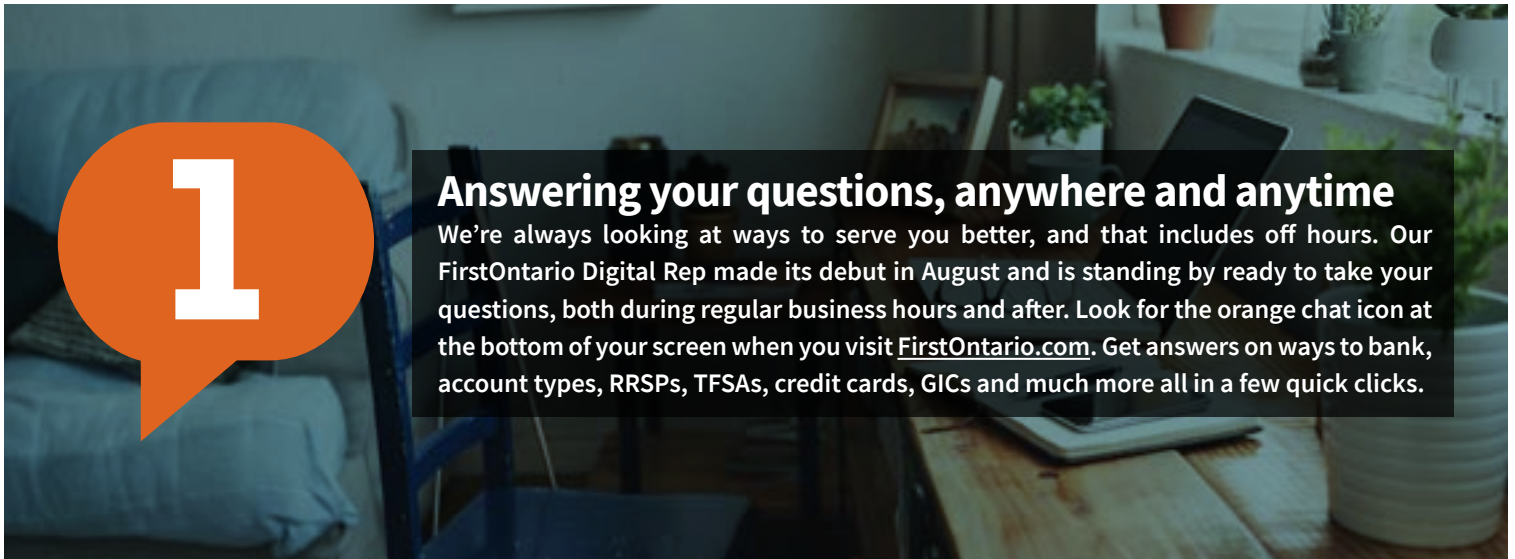 1
Answering your questions, anywhere and anytime
We’re always looking at ways to serve you better, and that includes off hours. Our
FirstOntario Digital Rep made its debut in August and is standing by ready to take your
questions, both during regular business hours and after. Look for the orange chat icon at
the bottom of your screen when you visit FirstOntario.com. Get answers on ways to bank,
account types, RRSPs, TFSAs, credit cards, GICs and much more all in a few quick clicks.